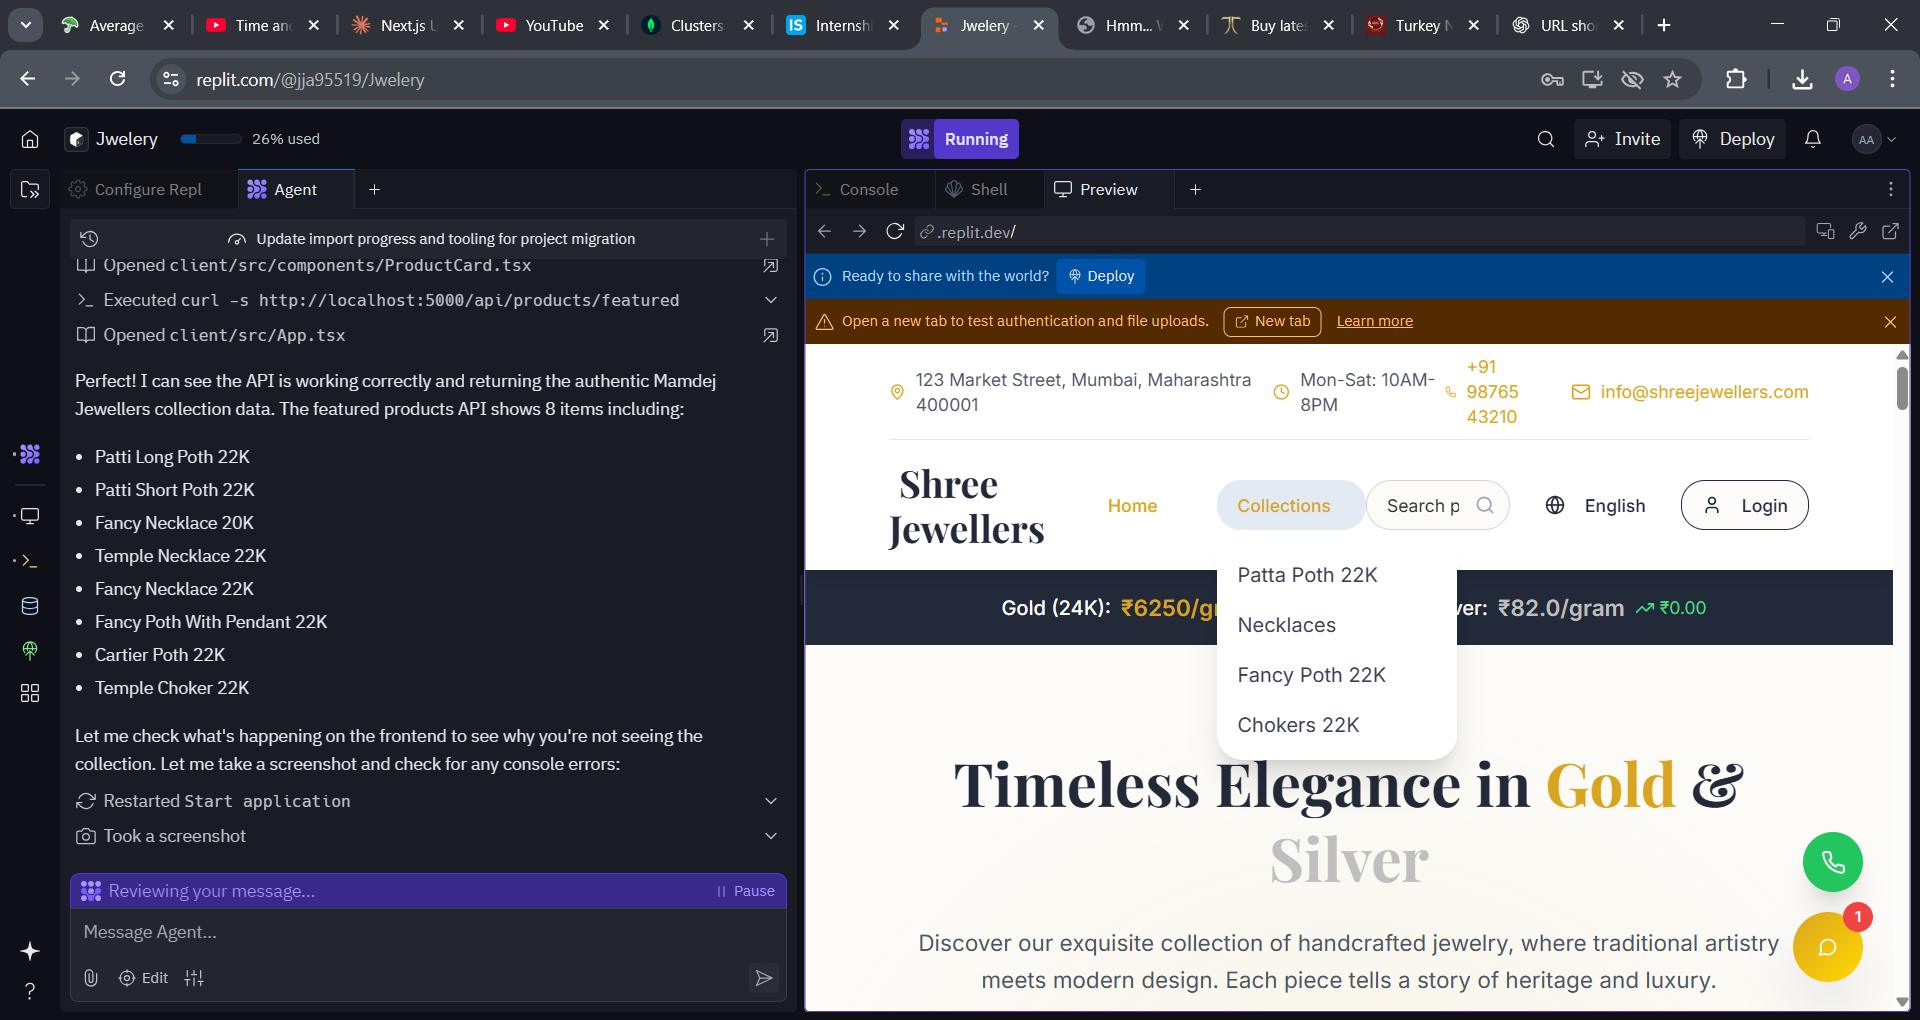 Average
Time an
Next.js U
YouTube
Clusters
IS
Internshi
Jwelery -
Hmm...
Buy lates
Turkey N
URL sho
replit.com/@jja95519/Jwelery
A
Jwelery
26% used
Running
Invite
Deploy
AA
Configure Repl
Agent
Update import progress and tooling for project migration
Opened client/src/components/ProductCard.tsx
Executed curl -s http://localhost:5000/api/products/featured
Opened client/src/App.tsx
Perfect! I can see the API is working correctly and returning the authentic Mamdej
Jewellers collection data. The featured products API shows 8 items including:
• Patti Long Poth 22K
• Patti Short Poth 22K
• Fancy Necklace 20K
• Temple Necklace 22K
• Fancy Necklace 22K
• Fancy Poth With Pendant 22K
• Cartier Poth 22K
• Temple Choker 22K
Let me check what's happening on the frontend to see why you're not seeing the
collection. Let me take a screenshot and check for any console errors:
Restarted Start application
Took a screenshot
Reviewing your message...
Pause
Message Agent...
Edit
?
Console
Shell
Preview
.replit.dev/
Ready to share with the world?
Deploy
Open a new tab to test authentication and file uploads.
New tab
Learn more
123 Market Street, Mumbai, Maharashtra
400001
Mon-Sat: 10AM-
8PM
+91
98765
43210
info@shreejewellers.com
Shree
Jewellers
Home
Collections
Search p
English
Login
Patta Poth 22K
Necklaces
Fancy Poth 22K
Chokers 22K
Gold (24K): ₹6250/gr
ver: ₹82.0/gram
₹0.00
Timeless Elegance in Gold &
Silver
Discover our exquisite collection of handcrafted jewelry, where traditional artistry
meets modern design. Each piece tells a story of heritage and luxury.
1